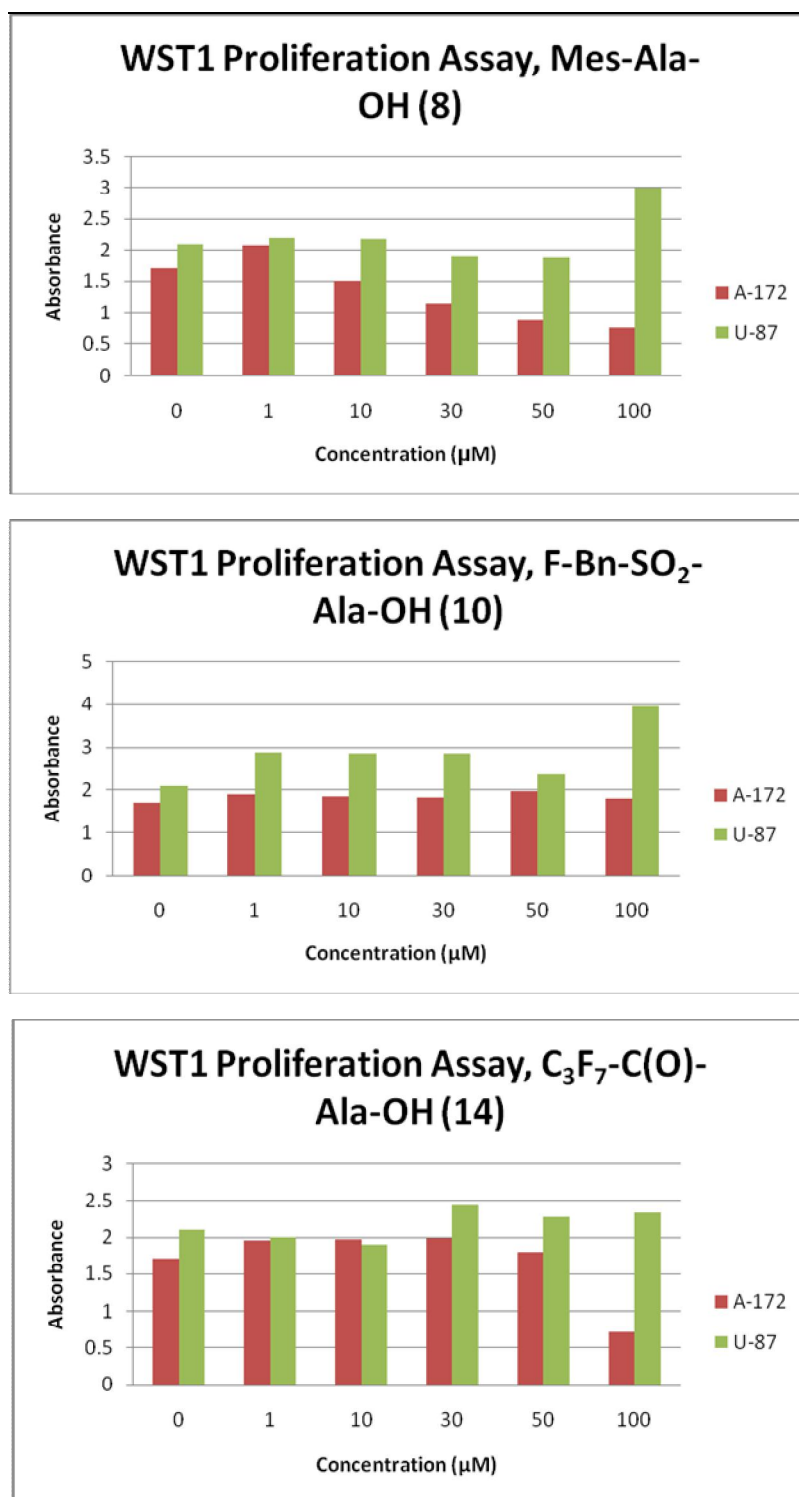 WST1 Proliferation Assay, Mes-Ala-
OH (8)
3.5
3
2.5
2
1.5
1
0.5
0
Absorbance
0 1 10 30 50 100
Concentration (µM)
A-172
U-87
WST1 Proliferation Assay, F-Bn-SO₂-
Ala-OH (10)
5
4
3
2
1
0
Absorbance
0 1 10 30 50 100
Concentration (µM)
A-172
U-87
WST1 Proliferation Assay, C₃F₇-C(O)-
Ala-OH (14)
3
2.5
2
1.5
1
0.5
0
Absorbance
0 1 10 30 50 100
Concentration (µM)
A-172
U-87